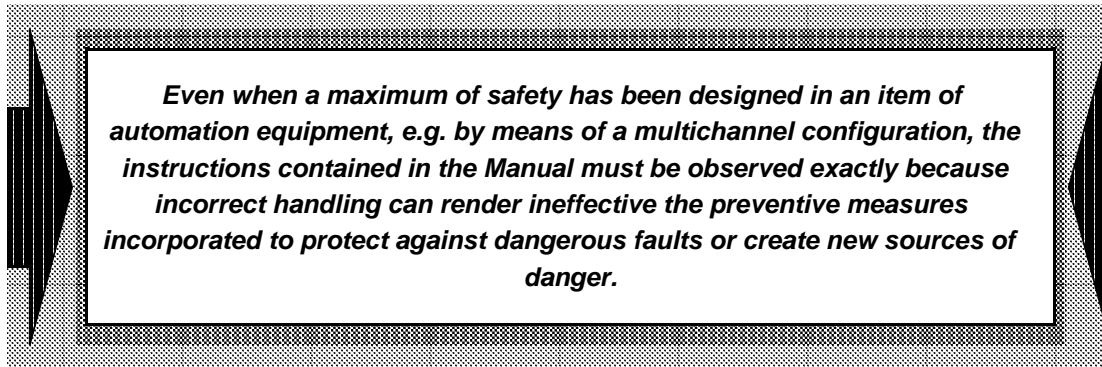 Even when a maximum of safety has been designed in an item of
automation equipment, e.g. by means of a multichannel configuration, the
instructions contained in the Manual must be observed exactly because
incorrect handling can render ineffective the preventive measures
incorporated to protect against dangerous faults or create new sources of
danger.